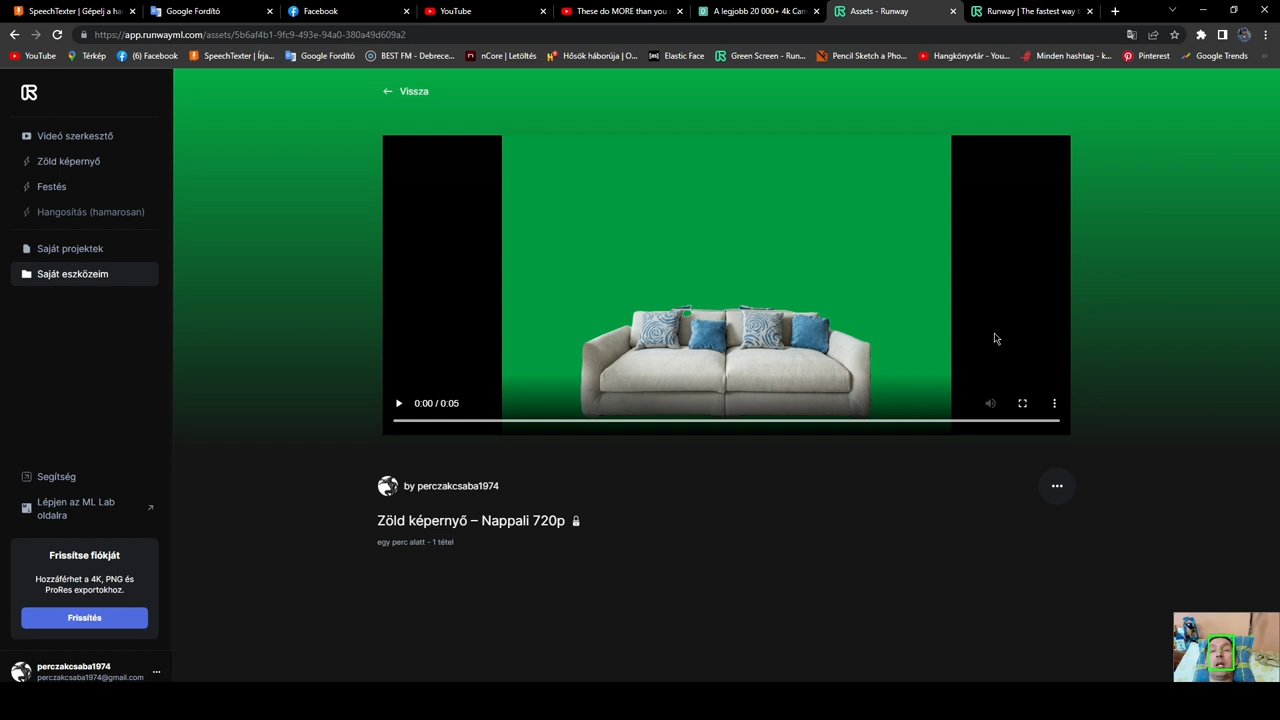 SpeechTexter | Gépelj a ha
Google Fordító
Facebook
YouTube
These do MORE than you
A legjobb 20 000+ 4k Cam
Assets - Runway
Runway | The fastest way t
https://app.runwayml.com/assets/5b6af4b1-9fc9-493e-94a0-380a49d609a2
YouTube
Térkép
(6) Facebook
SpeechTexter | Írja...
Google Fordító
BEST FM - Debrece...
nCore | Letöltés
Hősök háborúja | O...
Elastic Face
Green Screen - Run...
Pencil Sketch a Pho...
Hangkönyvtár - You...
Minden hashtag - k...
Pinterest
Google Trends
Vissza
Videó szerkesztő
Zöld képernyő
Festés
Hangosítás (hamarosan)
Saját projektek
Saját eszközeim
0:00 / 0:05
by perczakcsaba1974
Zöld képernyő – Nappali 720p
egy perc alatt - 1 tétel
Segítség
Lépjen az ML Lab
oldalra
Frissítse fiókját
Hozzáférhet a 4K, PNG és
ProRes exportokhoz.
Frissítés
perczakcsaba1974
perczakcsaba1974@gmail.com